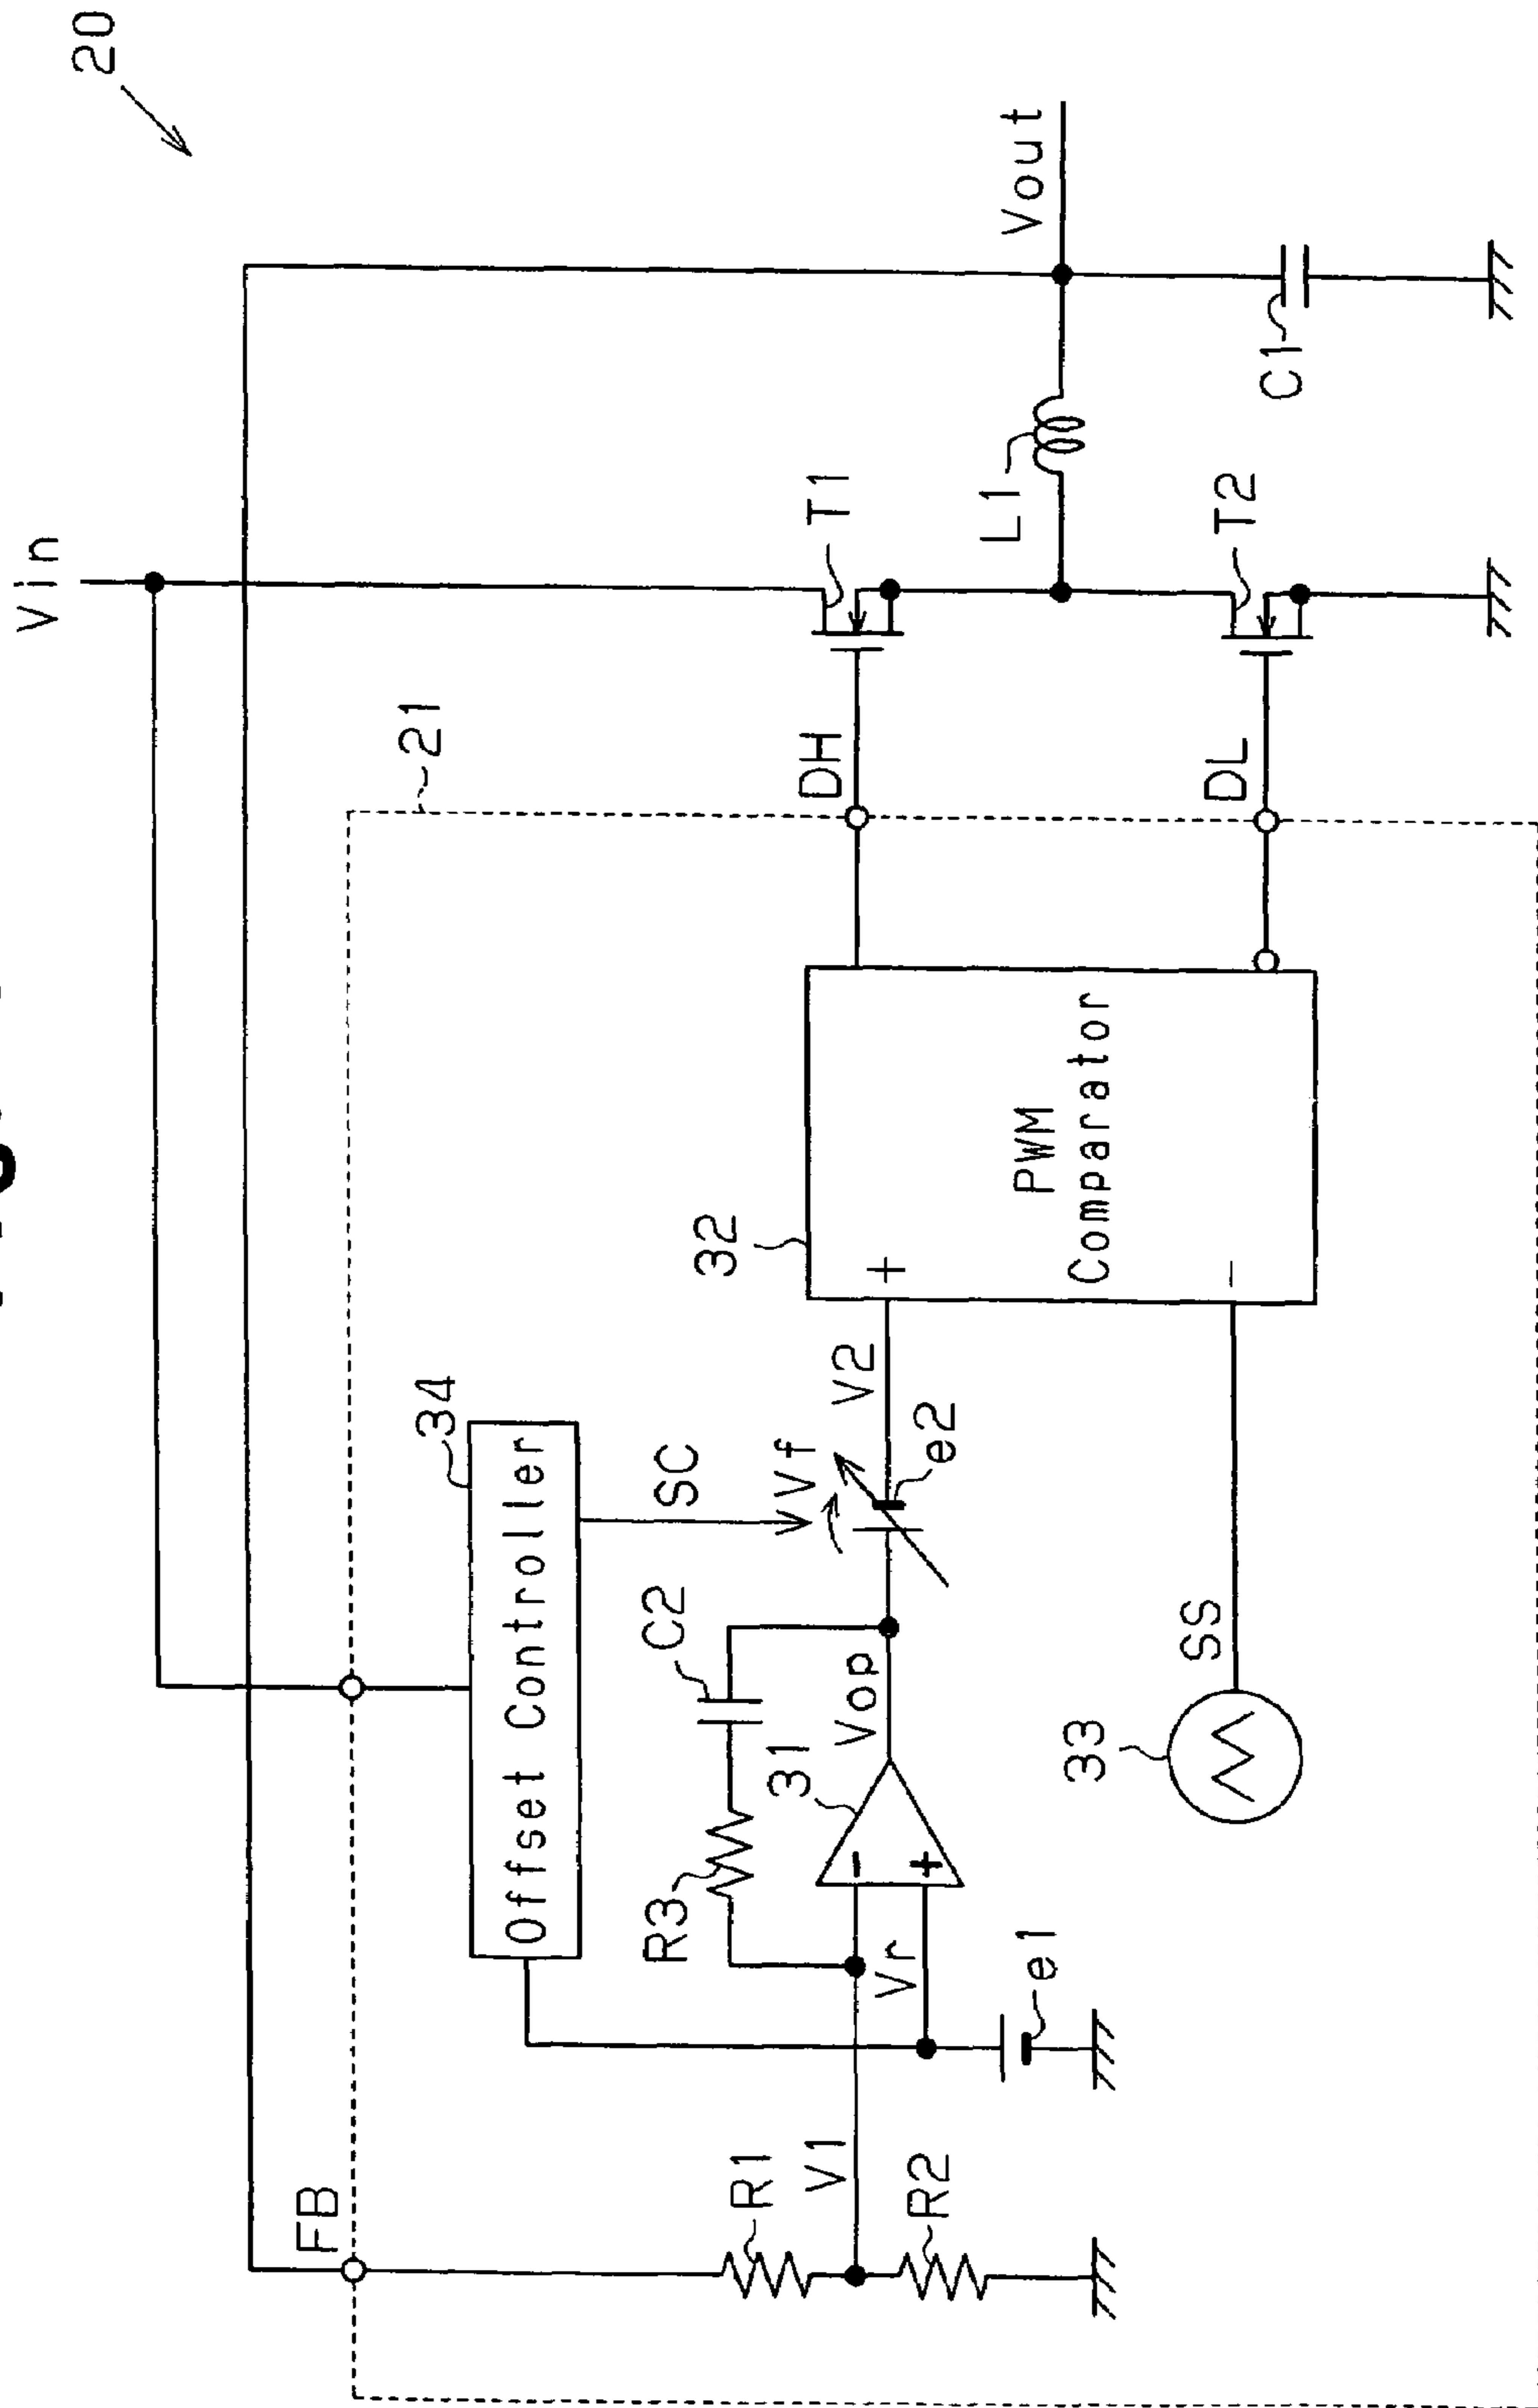 20
Vin
Vout
21
FB
34
Offset Controller
SC
DH
T1
L1
C1
R1
V1
R2
R3
C2
31
Vr
Vop
e1
Vf
V2
e2
32
+
PWM
Comparator
-
-
+
DL
T2
33
SS